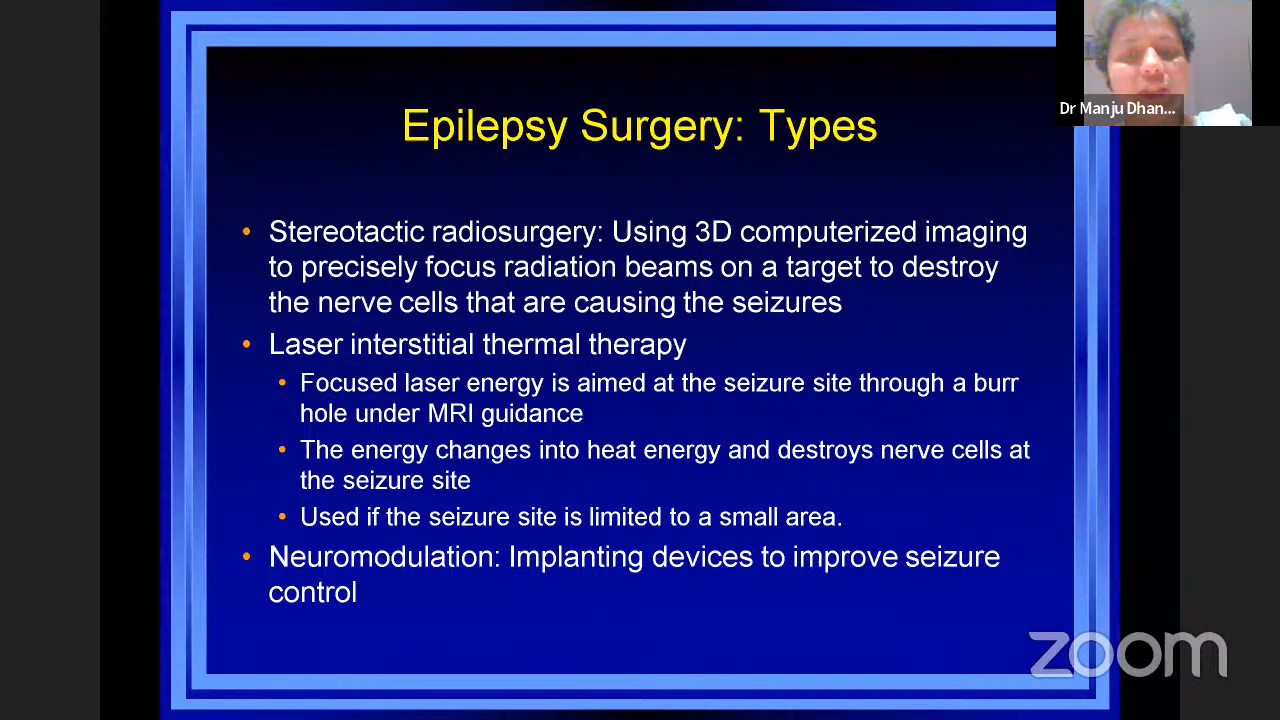 Dr Manju Dhan...
Epilepsy Surgery: Types
• Stereotactic radiosurgery: Using 3D computerized imaging
to precisely focus radiation beams on a target to destroy
the nerve cells that are causing the seizures
• Laser interstitial thermal therapy
• Focused laser energy is aimed at the seizure site through a burr
hole under MRI guidance
• The energy changes into heat energy and destroys nerve cells at
the seizure site
• Used if the seizure site is limited to a small area.
• Neuromodulation: Implanting devices to improve seizure
control
zoom